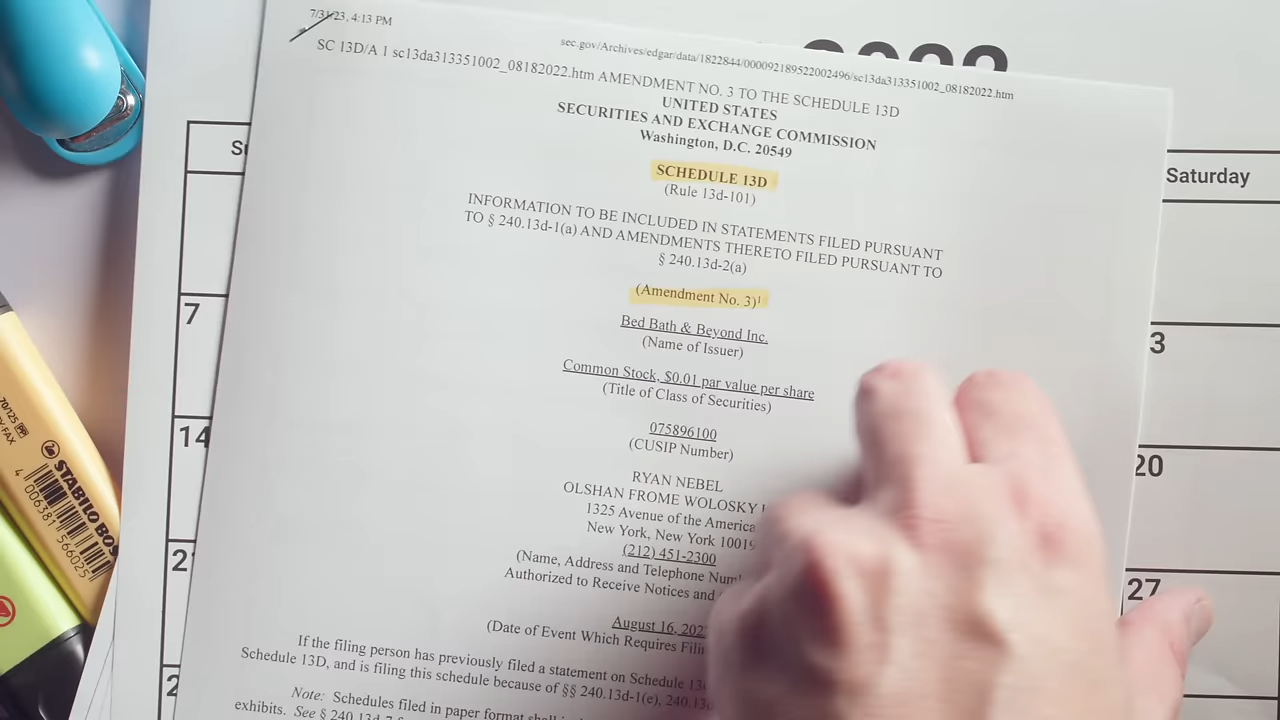 7/31/23, 4:13 PM
sec.gov/Archives/edgar/data/1822844/000092189522002496/sc13da313351002_08182022.htm
SC 13D/A 1 sc13da313351002_08182022.htm AMENDMENT NO. 3 TO THE SCHEDULE 13D
UNITED STATES
SECURITIES AND EXCHANGE COMMISSION
Washington, D.C. 20549
SCHEDULE 13D
(Rule 13d-101)
INFORMATION TO BE INCLUDED IN STATEMENTS FILED PURSUANT
TO § 240.13d-1(a) AND AMENDMENTS THERETO FILED PURSUANT TO
§ 240.13d-2(a)
(Amendment No. 3)¹
Bed Bath & Beyond Inc.
(Name of Issuer)
Common Stock, $0.01 par value per share
(Title of Class of Securities)
075896100
(CUSIP Number)
RYAN NEBEL
OLSHAN FROME WOLOSKY
1325 Avenue of the America
New York, New York 10019
(212) 451-2300
(Name, Address and Telephone Num
Authorized to Receive Notices and
August 16, 202
(Date of Event Which Requires Fili
If the filing person has previously filed a statement on Schedule 13
Schedule 13D, and is filing this schedule because of §§ 240.13d-1(e), 240.13
Note: Schedules filed in paper format shall
exhibits. See § 240.13d-7
Saturday
7
14
3
20
27
70/125
STABILO BOS
4 006381 566025